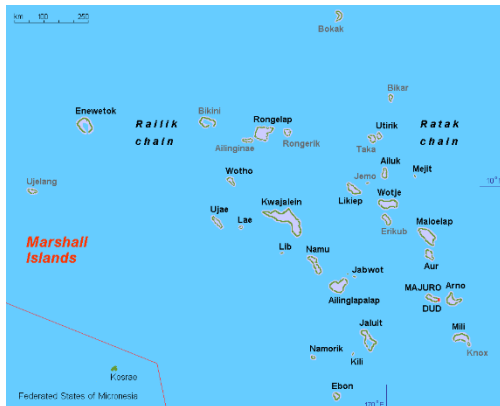 km 100 250
Bokak
Bikar
Enewetok
Railik
chain
Bikini
Rongelap
Ailinginae
Rongerik
Utirik
Taka
Ratak
chain
Ailuk
Mejit
Jemo
Wotho
Ujelang
10°
Likiep
Wotje
Kwajalein
Ujae
Lae
Erikub
Maloelap
Marshall
Islands
Lib
Namu
Aur
Jabwot
Ailinglapalap
MAJURO
DUD
Arno
Jaluit
Mili
Knox
Namorik
Kili
Kosrae
Ebon
Federated States of Micronesia
170°E